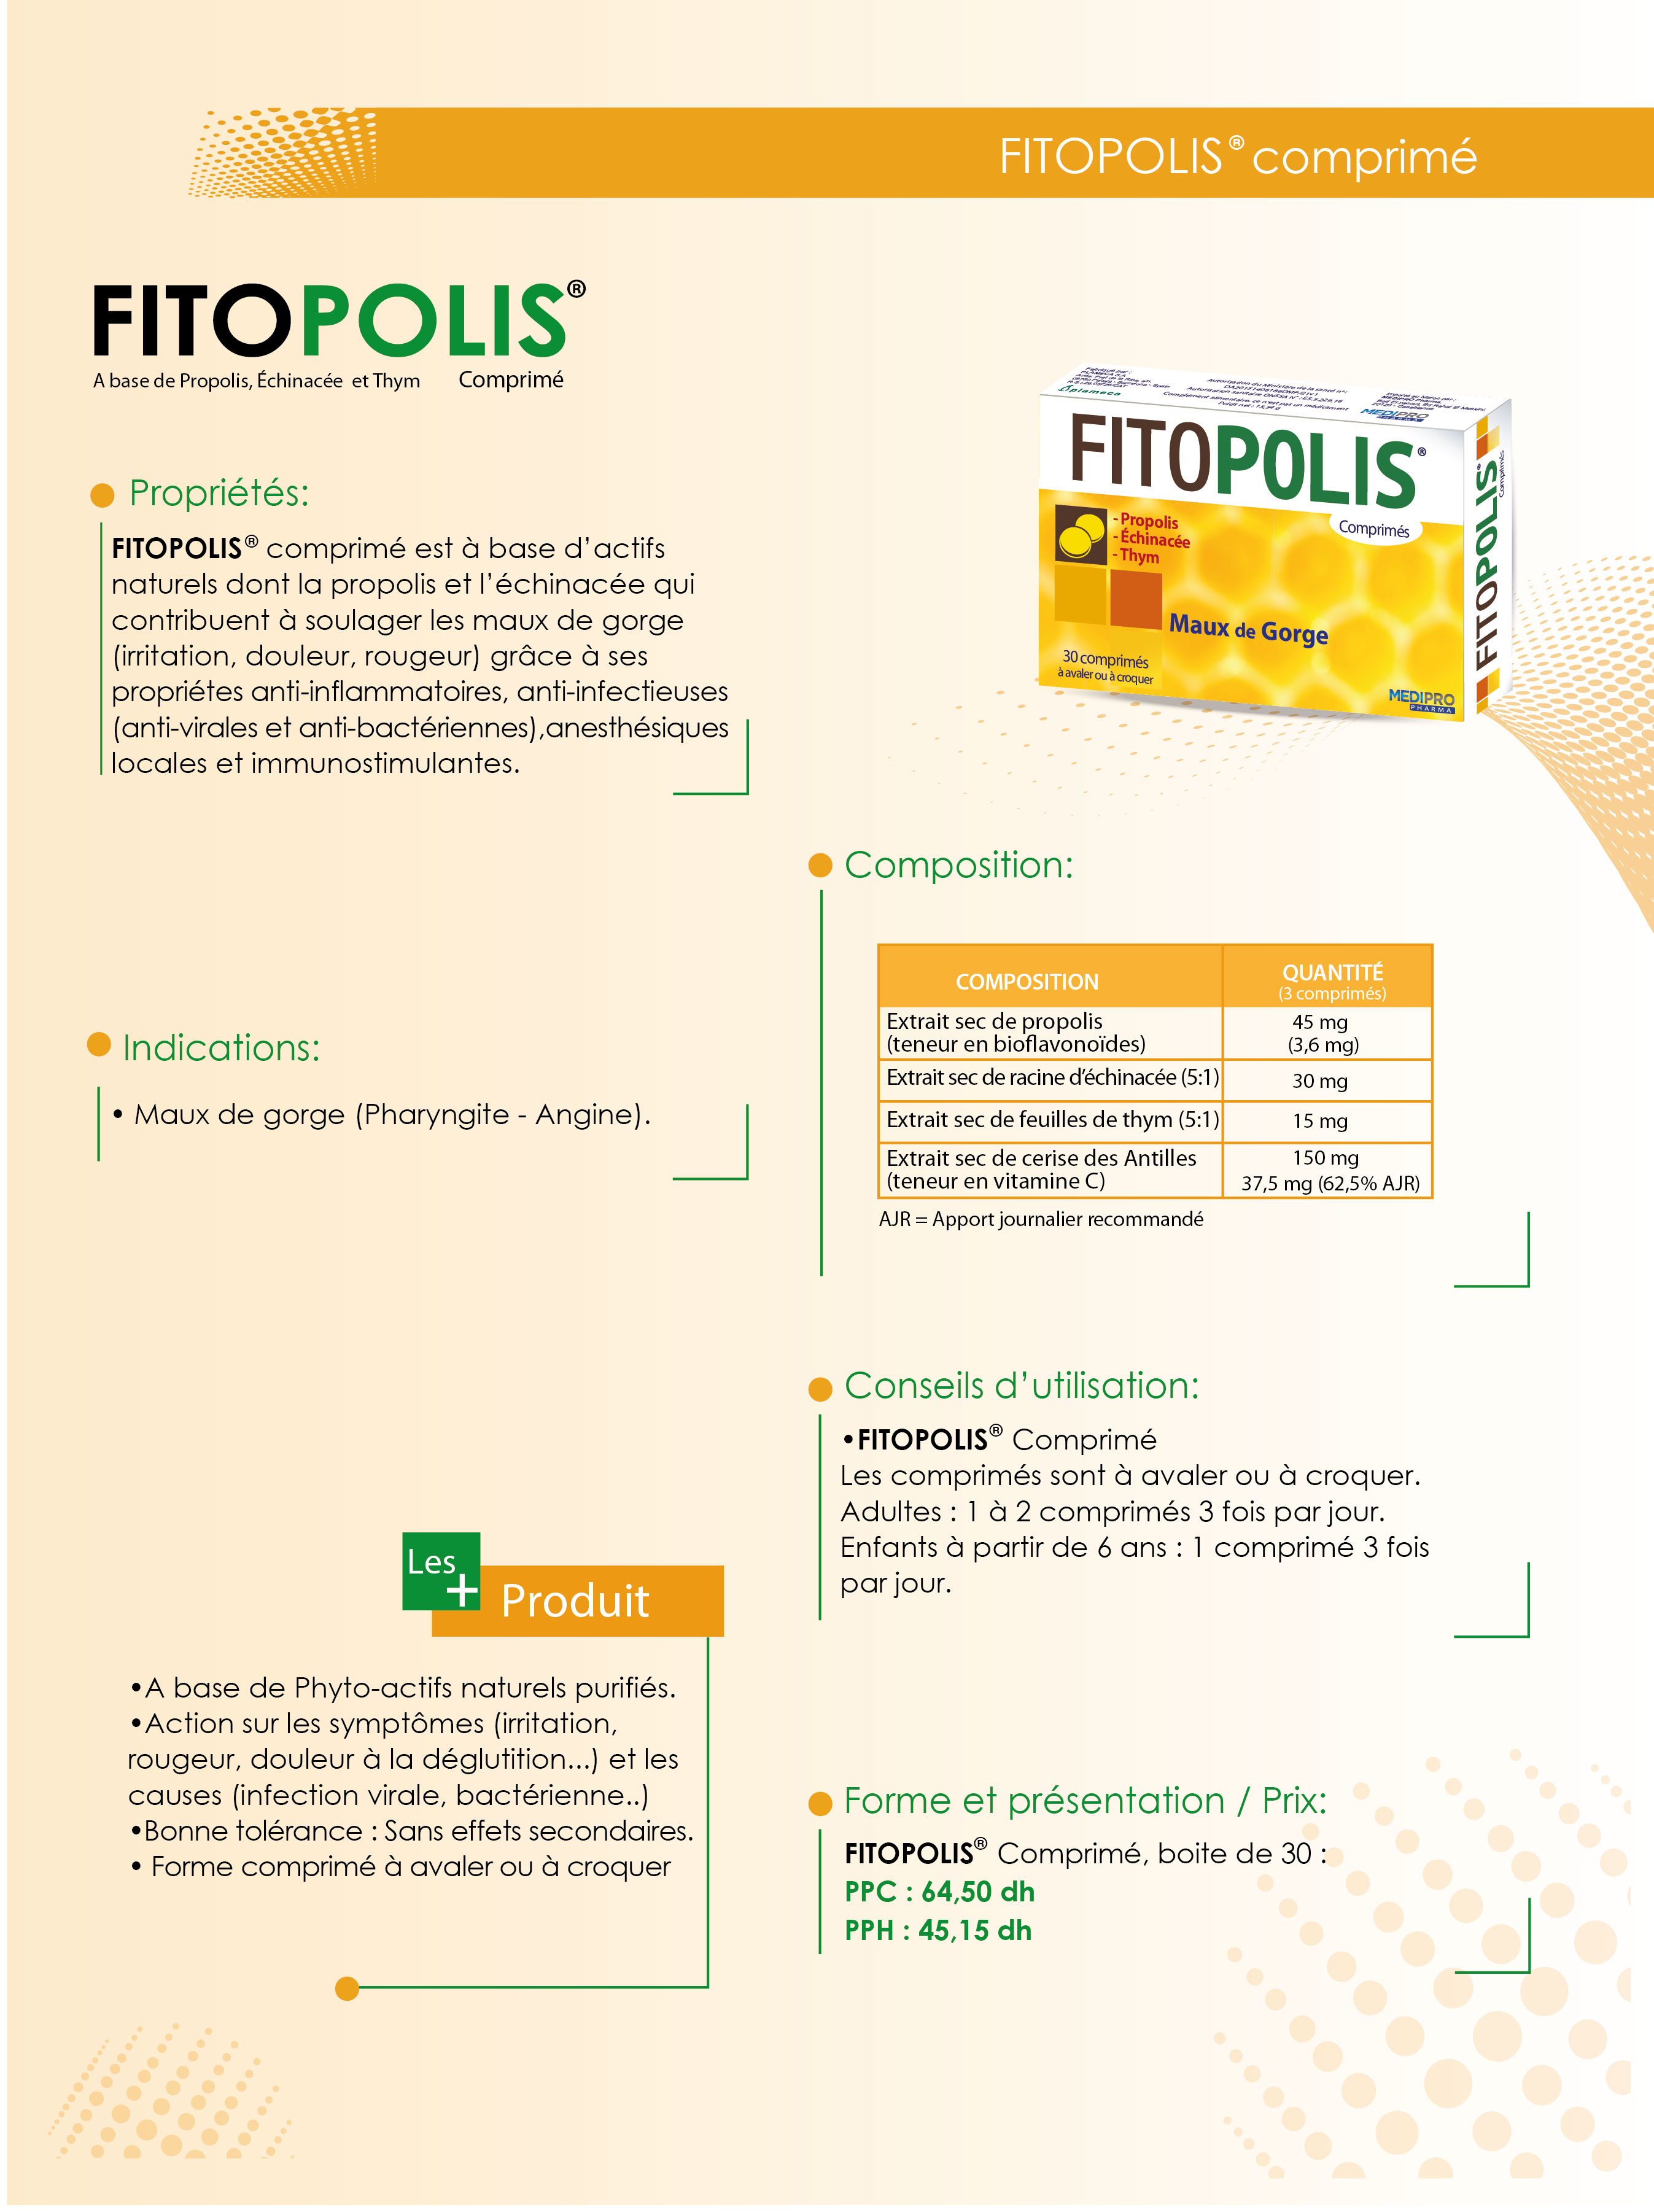 FITOPOLIS® comprimé
FITOPOLIS®
A base de Propolis, Échinacée et Thym Comprimé
Propriétés:
FITOPOLIS® comprimé est à base d’actifs
naturels dont la propolis et l’échinacée qui
contribuent à soulager les maux de gorge
(irritation, douleur, rougeur) grâce à ses
propriétes anti-inflammatoires, anti-infectieuses
(anti-virales et anti-bactériennes),anesthésiques
locales et immunostimulantes.
Indications:
• Maux de gorge (Pharyngite - Angine).
Les +
Produit
•A base de Phyto-actifs naturels purifiés.
•Action sur les symptômes (irritation,
rougeur, douleur à la déglutition...) et les
causes (infection virale, bactérienne..)
•Bonne tolérance : Sans effets secondaires.
• Forme comprimé à avaler ou à croquer
plameca
MEDIPRO
FITOPOLIS®
Comprimés
- Propolis
- Échinacée
- Thym
Maux de Gorge
30 comprimés
à avaler ou à croquer
MEDIPRO
PHARMA
FITOPOLIS®
Comprimés
Composition:
COMPOSITION QUANTITÉ
(3 comprimés)
Extrait sec de propolis 45 mg
(teneur en bioflavonoïdes) (3,6 mg)
Extrait sec de racine d’échinacée (5:1) 30 mg
Extrait sec de feuilles de thym (5:1) 15 mg
Extrait sec de cerise des Antilles 150 mg
(teneur en vitamine C) 37,5 mg (62,5% AJR)
AJR = Apport journalier recommandé
Conseils d’utilisation:
•FITOPOLIS® Comprimé
Les comprimés sont à avaler ou à croquer.
Adultes : 1 à 2 comprimés 3 fois par jour.
Enfants à partir de 6 ans : 1 comprimé 3 fois
par jour.
Forme et présentation / Prix:
FITOPOLIS® Comprimé, boite de 30 :
PPC : 64,50 dh
PPH : 45,15 dh